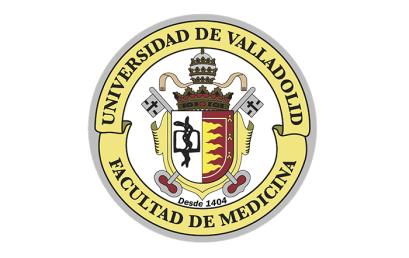 UNIVERSIDAD DE VALLADOLID
Desde 1404
FACULTAD DE MEDICINA